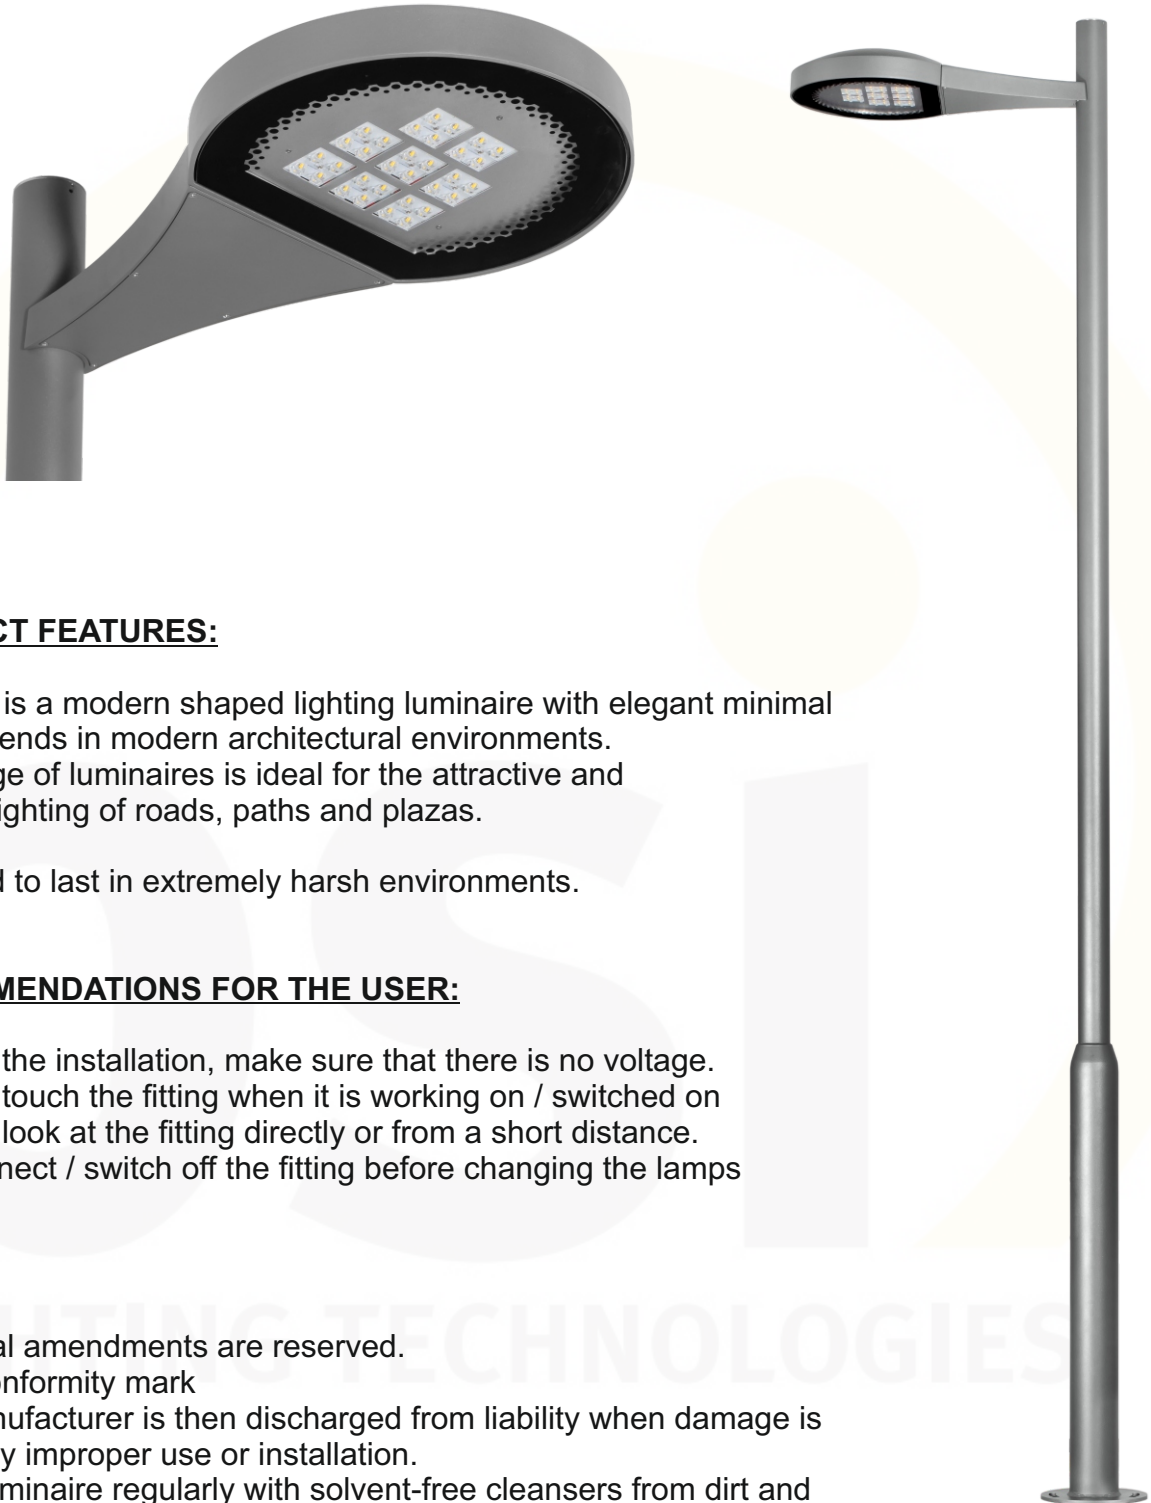 CT FEATURES:
is a modern shaped lighting luminaire with elegant minimal
ends in modern architectural environments.
ge of luminaires is ideal for the attractive and
ighting of roads, paths and plazas.
d to last in extremely harsh environments.
MENDATIONS FOR THE USER:
the installation, make sure that there is no voltage.
touch the fitting when it is working on / switched on
look at the fitting directly or from a short distance.
nect / switch off the fitting before changing the lamps
al amendments are reserved.
onformity mark
nufacturer is then discharged from liability when damage is
y improper use or installation.
minaire regularly with solvent-free cleansers from dirt and
osi
HTING TECHNOLOGIES